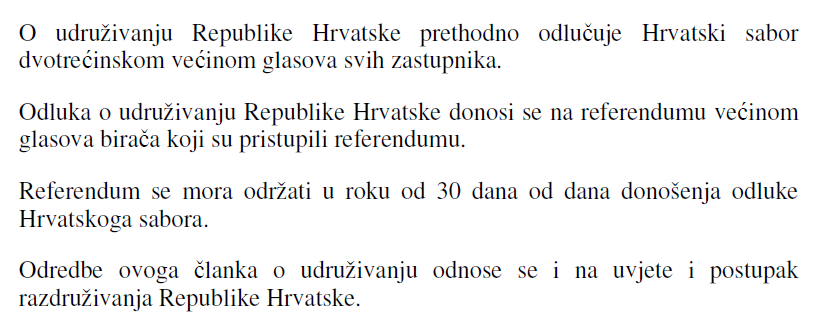 O udruživanju Republike Hrvatske prethodno odlučuje Hrvatski sabor
dvotrećinskom većinom glasova svih zastupnika.
Odluka o udruživanju Republike Hrvatske donosi se na referendumu većinom
glasova birača koji su pristupili referendumu.
Referendum se mora održati u roku od 30 dana od dana donošenja odluke
Hrvatskoga sabora.
Odredbe ovoga članka o udruživanju odnose se i na uvjete i postupak
razdruživanja Republike Hrvatske.